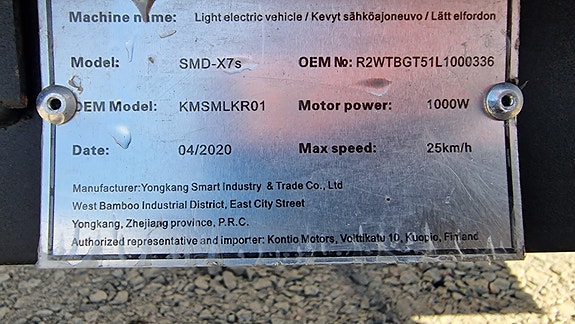 Machine name: Light electric vehicle / Kevyt sähköajoneuvo / Lätt elfordon
Model: SMD-X7s OEM №: R2WTBGT51L1000336
OEM Model: KMSMLKR01 Motor power: 1000W
Date: 04/2020 Max speed: 25km/h
Manufacturer:Yongkang Smart Industry & Trade Co., Ltd
West Bamboo Industrial District, East City Street
Yongkang, Zhejiang province, P.R.C.
Authorized representative and importer: Kontio Motors, Volttikatu 10, Kuopio, Finland